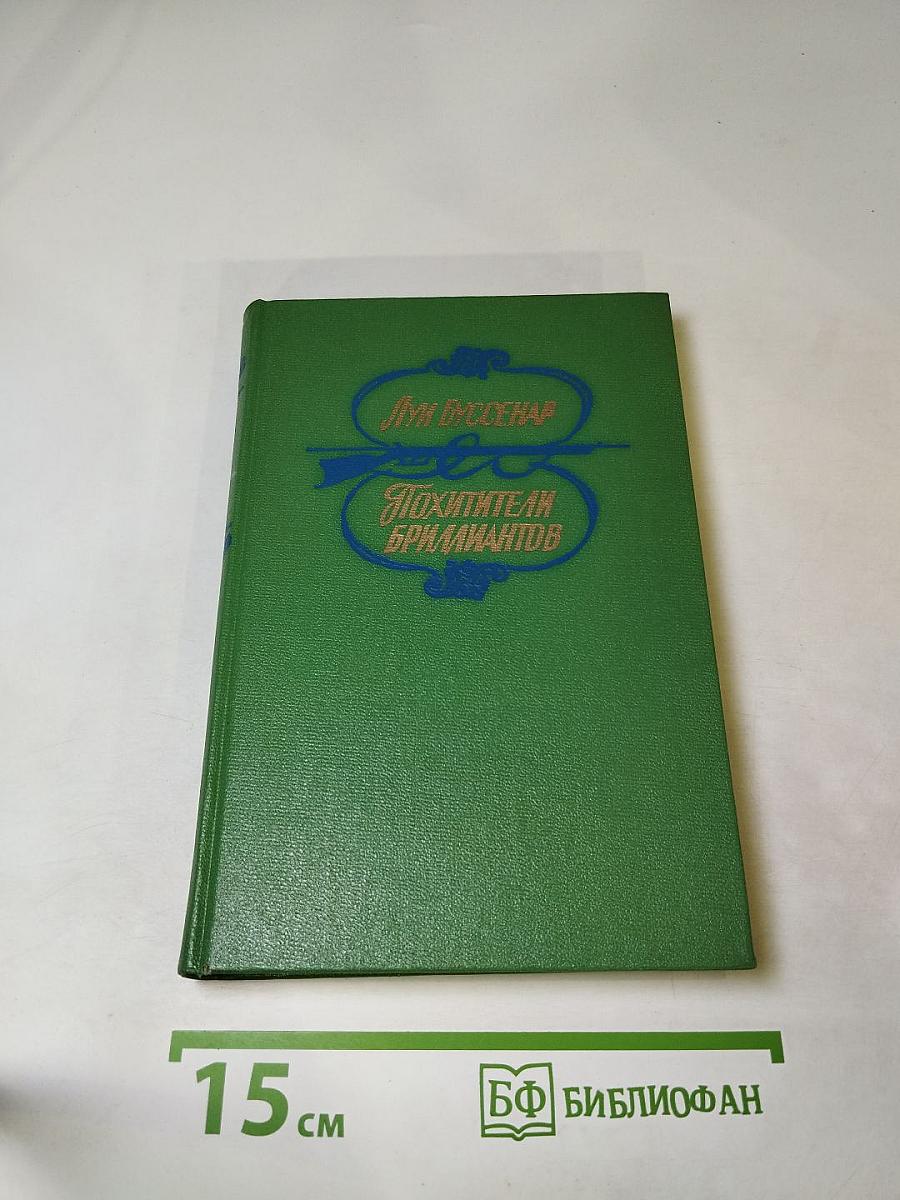 Луи Буссенар
Похитители
бриллиантов
15 см
БФ БИБЛИОФАН